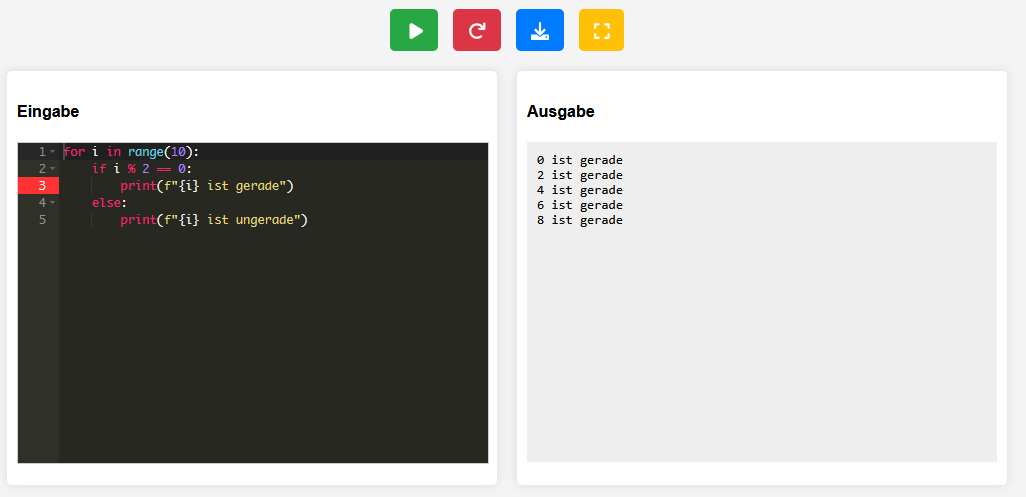 Eingabe
1 for i in range(10):
2     if i % 2 == 0:
3         print(f"{i} ist gerade")
4     else:
5         print(f"{i} ist ungerade")
Ausgabe
0 ist gerade
2 ist gerade
4 ist gerade
6 ist gerade
8 ist gerade